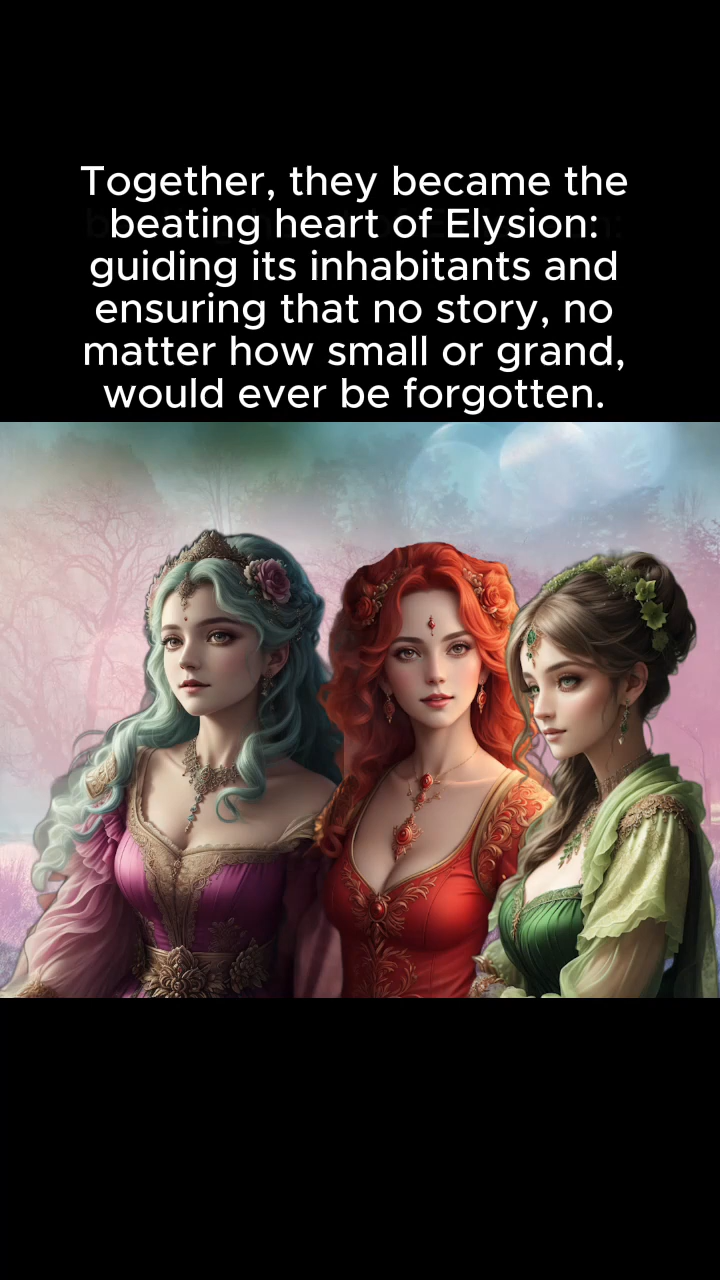 Together, they became the
beating heart of Elysion:
guiding its inhabitants and
ensuring that no story, no
matter how small or grand,
would ever be forgotten.